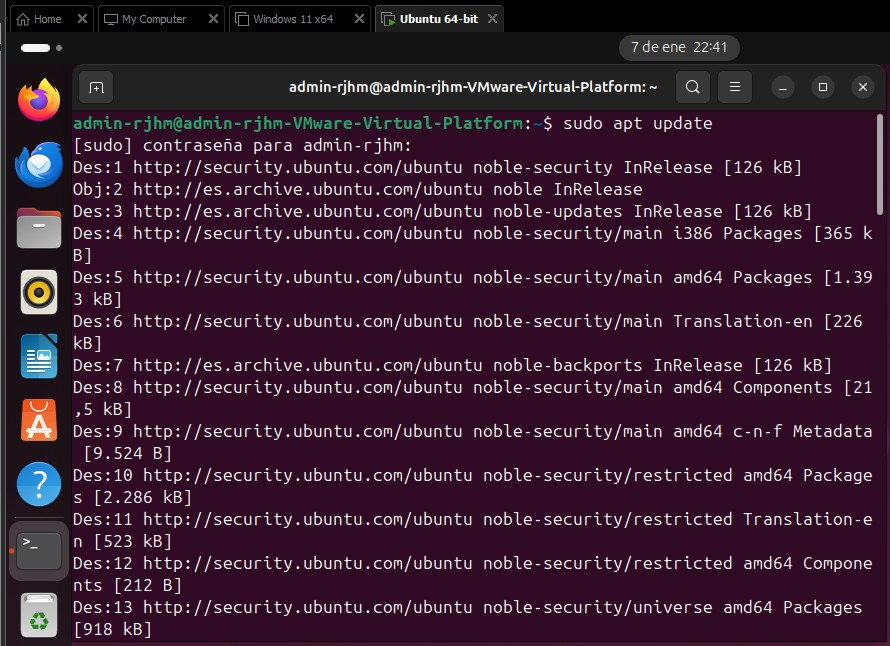 Home
My Computer
Windows 11 x64
Ubuntu 64-bit
7 de ene 22:41
admin-rjhm@admin-rjhm-VMware-Virtual-Platform: ~
admin-rjhm@admin-rjhm-VMware-Virtual-Platform:~$ sudo apt update
[sudo] contraseña para admin-rjhm:
Des:1 http://security.ubuntu.com/ubuntu noble-security InRelease [126 kB]
Obj:2 http://es.archive.ubuntu.com/ubuntu noble InRelease
Des:3 http://es.archive.ubuntu.com/ubuntu noble-updates InRelease [126 kB]
Des:4 http://security.ubuntu.com/ubuntu noble-security/main i386 Packages [365 k
B]
Des:5 http://security.ubuntu.com/ubuntu noble-security/main amd64 Packages [1.39
3 kB]
Des:6 http://security.ubuntu.com/ubuntu noble-security/main Translation-en [226
kB]
Des:7 http://es.archive.ubuntu.com/ubuntu noble-backports InRelease [126 kB]
Des:8 http://security.ubuntu.com/ubuntu noble-security/main amd64 Components [21
,5 kB]
Des:9 http://security.ubuntu.com/ubuntu noble-security/main amd64 c-n-f Metadata
[9.524 B]
Des:10 http://security.ubuntu.com/ubuntu noble-security/restricted amd64 Package
s [2.286 kB]
Des:11 http://security.ubuntu.com/ubuntu noble-security/restricted Translation-e
n [523 kB]
Des:12 http://security.ubuntu.com/ubuntu noble-security/restricted amd64 Compone
nts [212 B]
Des:13 http://security.ubuntu.com/ubuntu noble-security/universe amd64 Packages
[918 kB]